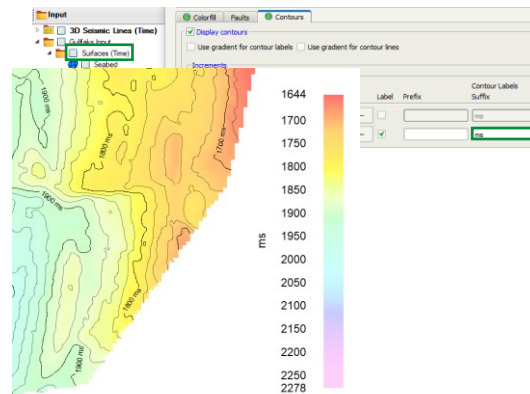 Input
3D Seismic Lines (Time)
Gulfaks Input
Surfaces (Time)
Seabed
Colorfill
Faults
Contours
Display contours
Use gradient for contour labels
Use gradient for contour lines
Increments
Contour Labels
Label
Prefix
Suffix
ms
ms
1900 ms
1800 ms
1700 ms
1900 ms
1800 ms
1900 ms
ms
1644
1700
1750
1800
1850
1900
1950
2000
2050
2100
2150
2200
2250
2278